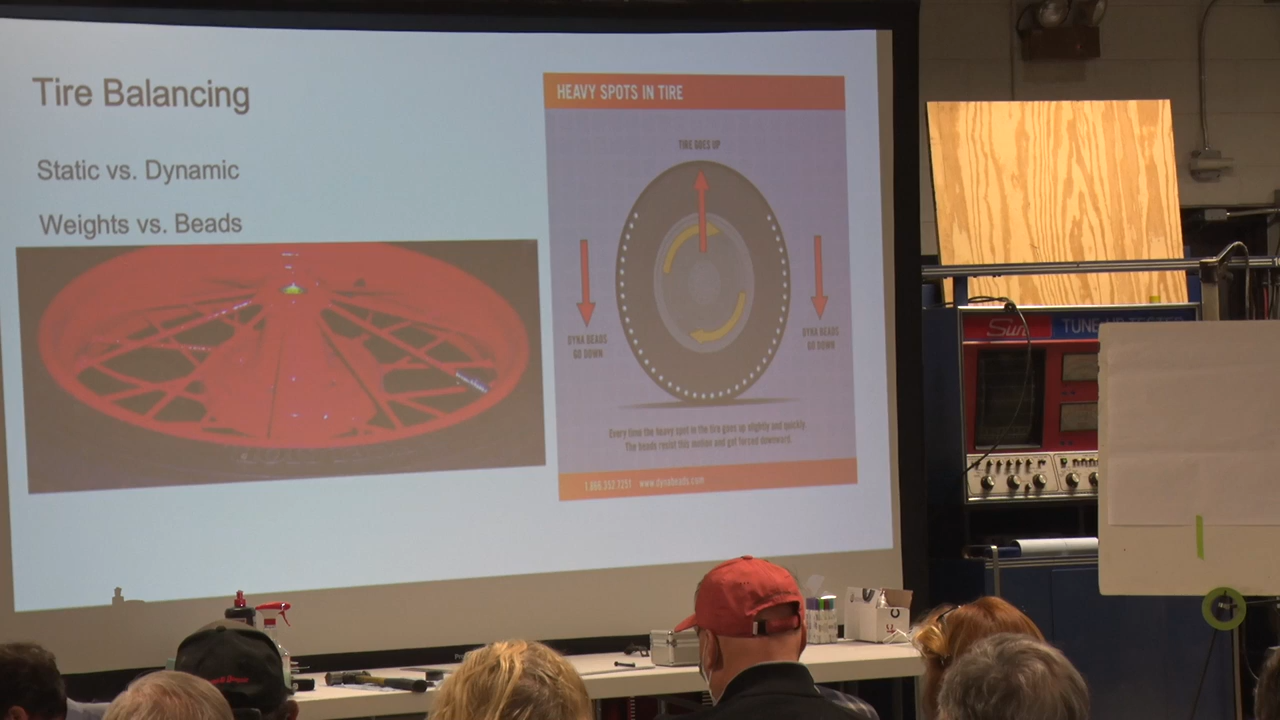 Tire Balancing
Static vs. Dynamic
Weights vs. Beads
HEAVY SPOTS IN TIRE
TIRE GOES UP
DYNA BEADS
GO DOWN
DYNA BEADS
GO DOWN
Every time the heavy spot in the tire goes up slightly and quickly
The beads resist this motion and get forced downward.
1.866.352.7251 www.dynabeads.com
Sun
TUNE-UP TESTER